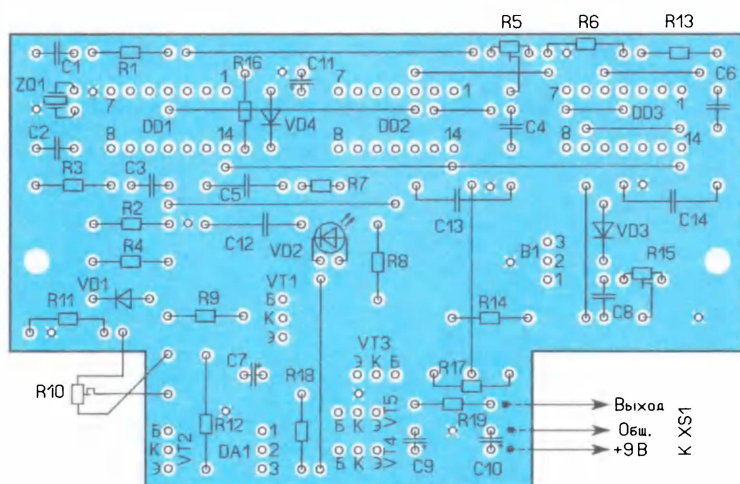 R5 R6 R13
C1 R1 R16 C11 C6
ZQ1 7 1 7 1 7 1
DD1 VD4 DD2 C4 DD3
C2 8 14 8 14 8 14
R3 C3 C5 R7 C13 C14
R2 C12 VD2 R8 B1 3 VD3
R4 2 R15
VD1 VT1 1
R11 R9 Б R14 C8
К
Э VT3
R10 C7 R18 Э К Б R17
R12 VT5 R19 Выход
Б VT2 DA1 1 Общ. К XS1
К 2 Б К Э VT4 C9 C10 +9 В
Э 3